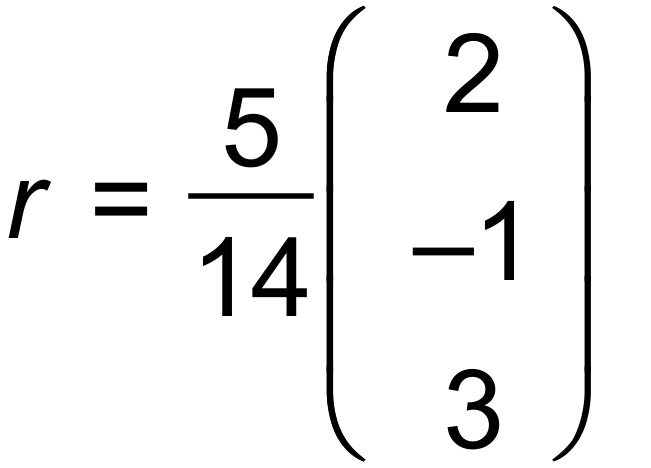 r = 5/14 ( 2
–1
3 )